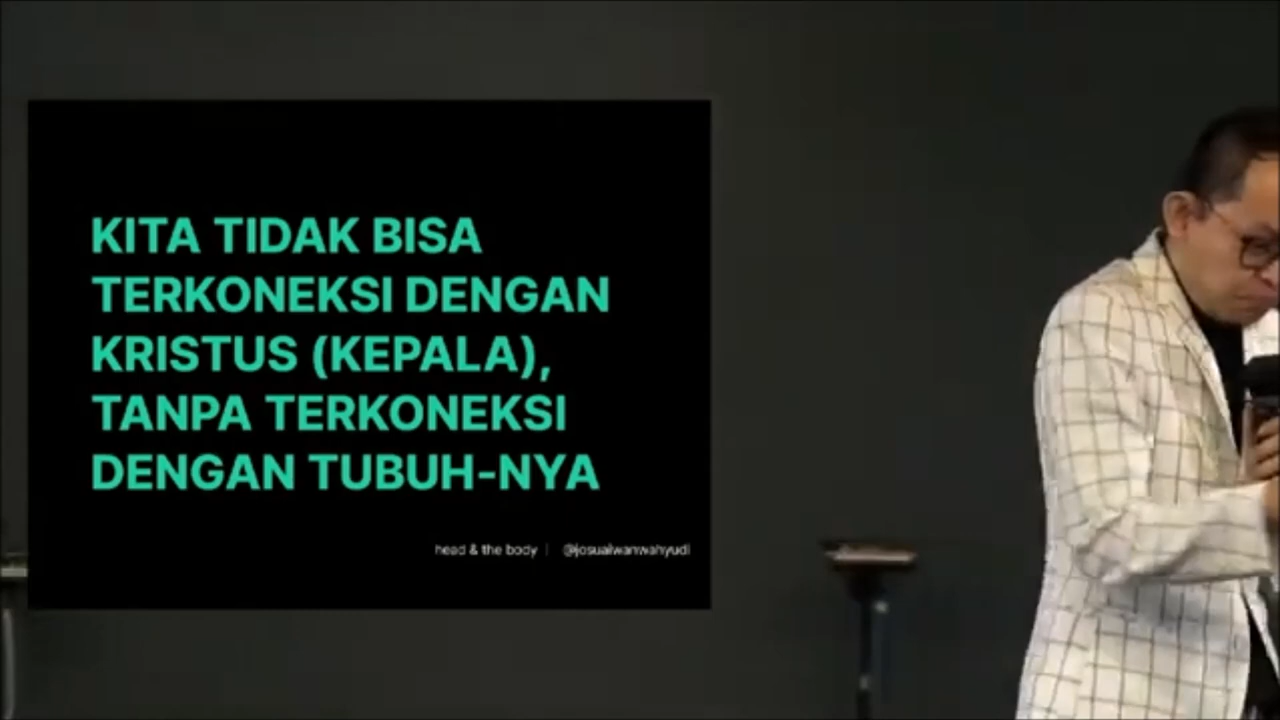 KITA TIDAK BISA
TERKONEKSI DENGAN
KRISTUS (KEPALA),
TANPA TERKONEKSI
DENGAN TUBUH-NYA
head & the body | @josuaiwanwahyudi